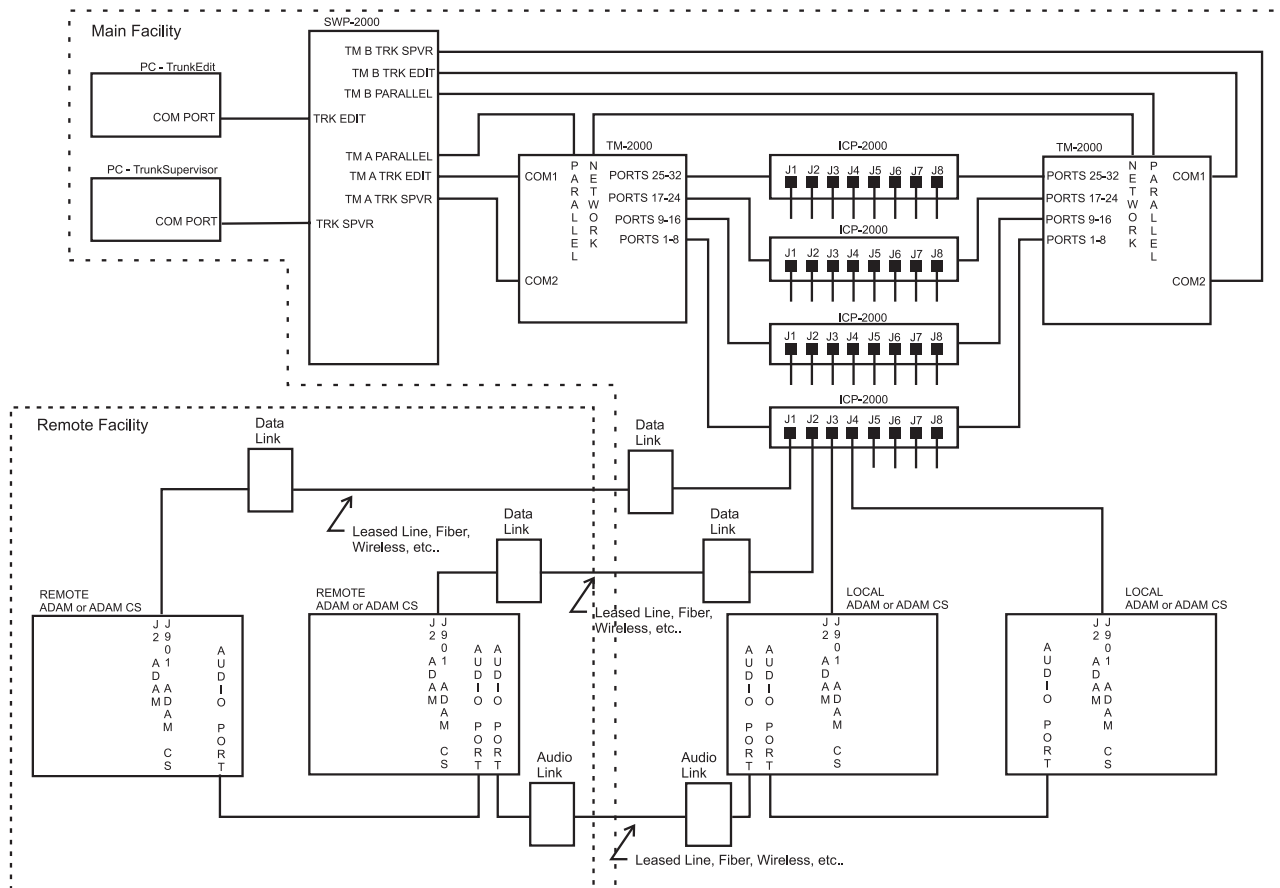 Main Facility
SWP-2000
PC - TrunkEdit
COM PORT
PC - TrunkSupervisor
COM PORT
TM B TRK SPVR
TM B TRK EDIT
TM B PARALLEL
TRK EDIT
TM A PARALLEL
TM A TRK EDIT
TM A TRK SPVR
TRK SPVR
TM-2000
COM1
COM2
PARALLEL
NETWORK
PORTS 25-32
PORTS 17-24
PORTS 9-16
PORTS 1-8
ICP-2000
J1 J2 J3 J4 J5 J6 J7 J8
ICP-2000
J1 J2 J3 J4 J5 J6 J7 J8
ICP-2000
J1 J2 J3 J4 J5 J6 J7 J8
ICP-2000
J1 J2 J3 J4 J5 J6 J7 J8
TM-2000
PORTS 25-32
PORTS 17-24
PORTS 9-16
PORTS 1-8
NETWORK
PARALLEL
COM1
COM2
Remote Facility
Data
Link
Data
Link
Leased Line, Fiber,
Wireless, etc..
Data
Link
Data
Link
Leased Line, Fiber,
Wireless, etc..
REMOTE
ADAM or ADAM CS
J2 ADAM
J901 ADAM CS
AUDIO PORT
REMOTE
ADAM or ADAM CS
J2 ADAM
J901 ADAM CS
AUDIO PORT
AUDIO PORT
LOCAL
ADAM or ADAM CS
AUDIO PORT
AUDIO PORT
J2 ADAM
J901 ADAM CS
LOCAL
ADAM or ADAM CS
AUDIO PORT
J2 ADAM
J901 ADAM CS
Audio
Link
Audio
Link
Leased Line, Fiber, Wireless, etc..